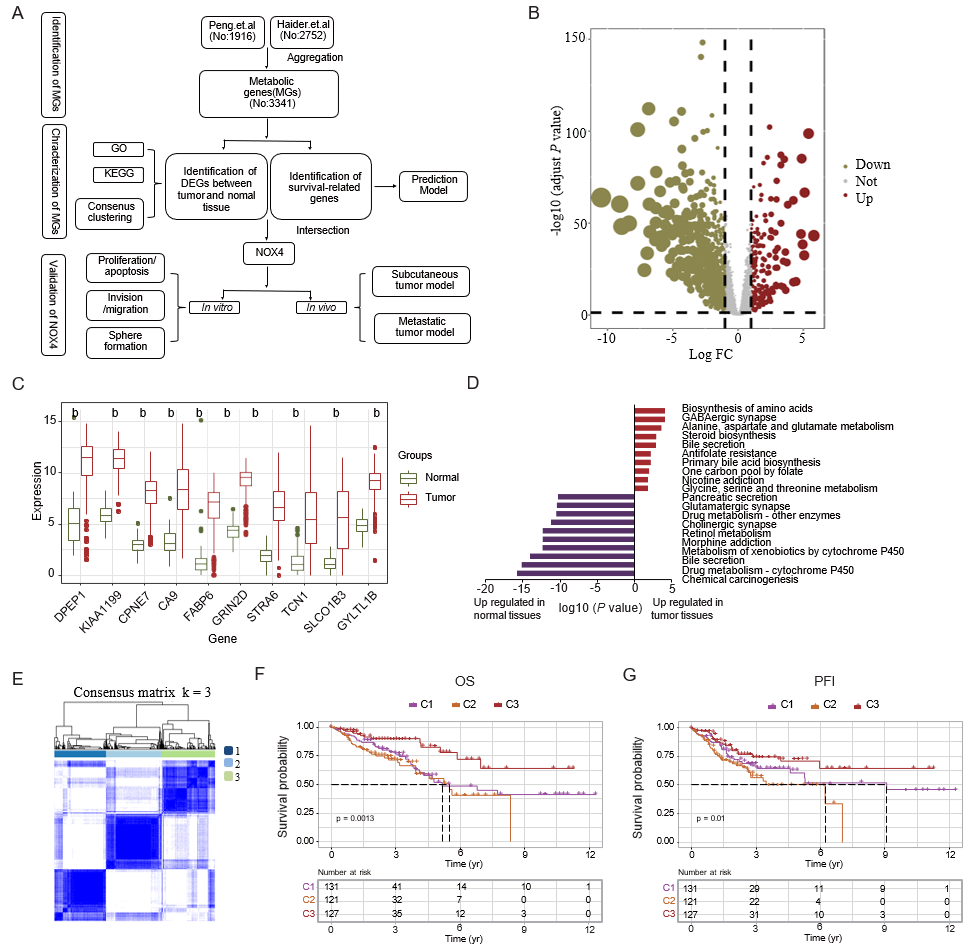 A
Identification of MGs
Peng.et.al
(No:1916)
Haider.et.al
(No:2752)
Aggregation
Metabolic
genes(MGs)
(No:3341)
Chracterization of MGs
GO
KEGG
Consenus
clustering
Identification of
DEGs between
tumor and nomal
tissue
Identification of
survival-related
genes
Prediction
Model
Intersection
NOX4
Validation of NOX4
Proliferation/
apoptosis
Invision
/migration
Sphere
formation
In vitro
In vivo
Subcutaneous
tumor model
Metastatic
tumor model
B
-log10 (adjust P value)
150
100
50
0
-10
-5
0
5
Log FC
Down
Not
Up
C
Expression
15
10
5
0
b b b b b b b b b b
DPEP1
KIAA1199
CPNE7
CA9
FABP6
GRIN2D
STRA6
TCN1
SLCO1B3
GYLTL1B
Gene
Groups
Normal
Tumor
D
Biosynthesis of amino acids
GABAergic synapse
Alanine, aspartate and glutamate metabolism
Steroid biosynthesis
Bile secretion
Antifolate resistance
Primary bile acid biosynthesis
One carbon pool by folate
Nicotine addiction
Glycine, serine and threonine metabolism
Pancreatic secretion
Glutamatergic synapse
Drug metabolism - other enzymes
Cholinergic synapse
Retinol metabolism
Morphine addiction
Metabolism of xenobiotics by cytochrome P450
Bile secretion
Drug metabolism - cytochrome P450
Chemical carcinogenesis
-20 -15 -10 -5 0 5
Up regulated in
normal tissues
log10 (P value)
Up regulated in
tumor tissues
E
Consensus matrix k = 3
1
2
3
F
OS
C1 C2 C3
Survival probability
1.00
0.75
0.50
0.25
0.00
p = 0.0013
0 3 6 9 12
Time (yr)
Number at risk
C1 131 41 14 10 1
C2 121 32 7 0 0
C3 127 35 12 3 0
0 3 6 9 12
Time (yr)
G
PFI
C1 C2 C3
Survival probability
1.00
0.75
0.50
0.25
0.00
p = 0.01
0 3 6 9 12
Time (yr)
Number at risk
C1 131 29 11 9 1
C2 121 22 4 0 0
C3 127 31 10 3 0
0 3 6 9 12
Time (yr)